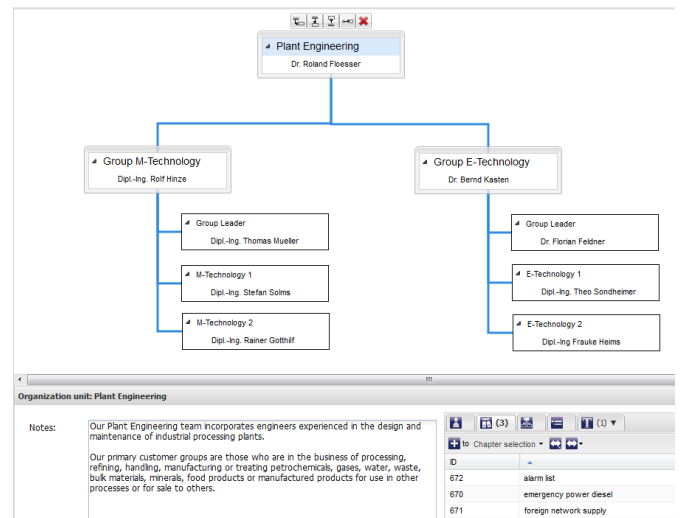 Plant Engineering
Dr. Roland Floesser
Group M-Technology
Dipl.-Ing. Rolf Hinze
Group E-Technology
Dr. Bernd Kasten
Group Leader
Dipl.-Ing. Thomas Mueller
Group Leader
Dr. Florian Feldner
M-Technology 1
Dipl.-Ing. Stefan Solms
E-Technology 1
Dipl.-Ing. Theo Sondheimer
M-Technology 2
Dipl.-Ing. Rainer Gotthilf
E-Technology 2
Dipl.-Ing Frauke Heims
Organization unit: Plant Engineering
Notes:
Our Plant Engineering team incorporates engineers experienced in the design and
maintenance of industrial processing plants.
Our primary customer groups are those who are in the business of processing,
refining, handling, manufacturing or treating petrochemicals, gases, water, waste,
bulk materials, minerals, food products or manufactured products for use in other
processes or for sale to others.
(3) (1)
to Chapter selection
ID
672 alarm list
670 emergency power diesel
671 foreign network supply